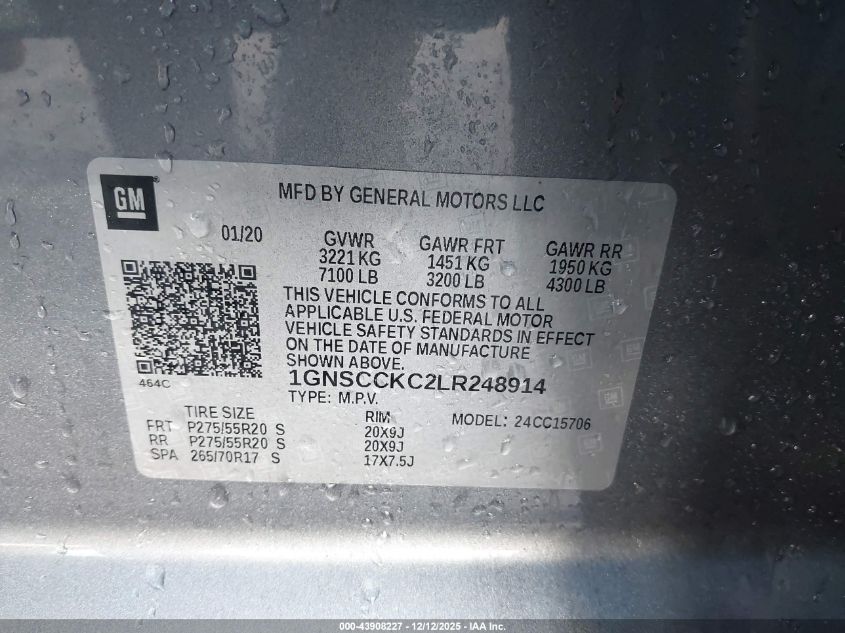 GM
MFD BY GENERAL MOTORS LLC
01/20
GVWR GAWR FRT GAWR RR
3221 KG 1451 KG 1950 KG
7100 LB 3200 LB 4300 LB
THIS VEHICLE CONFORMS TO ALL
APPLICABLE U.S. FEDERAL MOTOR
VEHICLE SAFETY STANDARDS IN EFFECT
ON THE DATE OF MANUFACTURE
SHOWN ABOVE.
464C
1GNSCCKC2LR248914
TYPE: M.P.V.
MODEL: 24CC15706
TIRE SIZE RIM
FRT P275/55R20 S 20X9J
RR P275/55R20 S 20X9J
SPA 265/70R17 S 17X7.5J
000-43908227 - 12/12/2025 - IAA Inc.